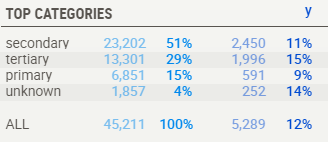 TOP CATEGORIES y
secondary 23,202 51% 2,450 11%
tertiary 13,301 29% 1,996 15%
primary 6,851 15% 591 9%
unknown 1,857 4% 252 14%
ALL 45,211 100% 5,289 12%